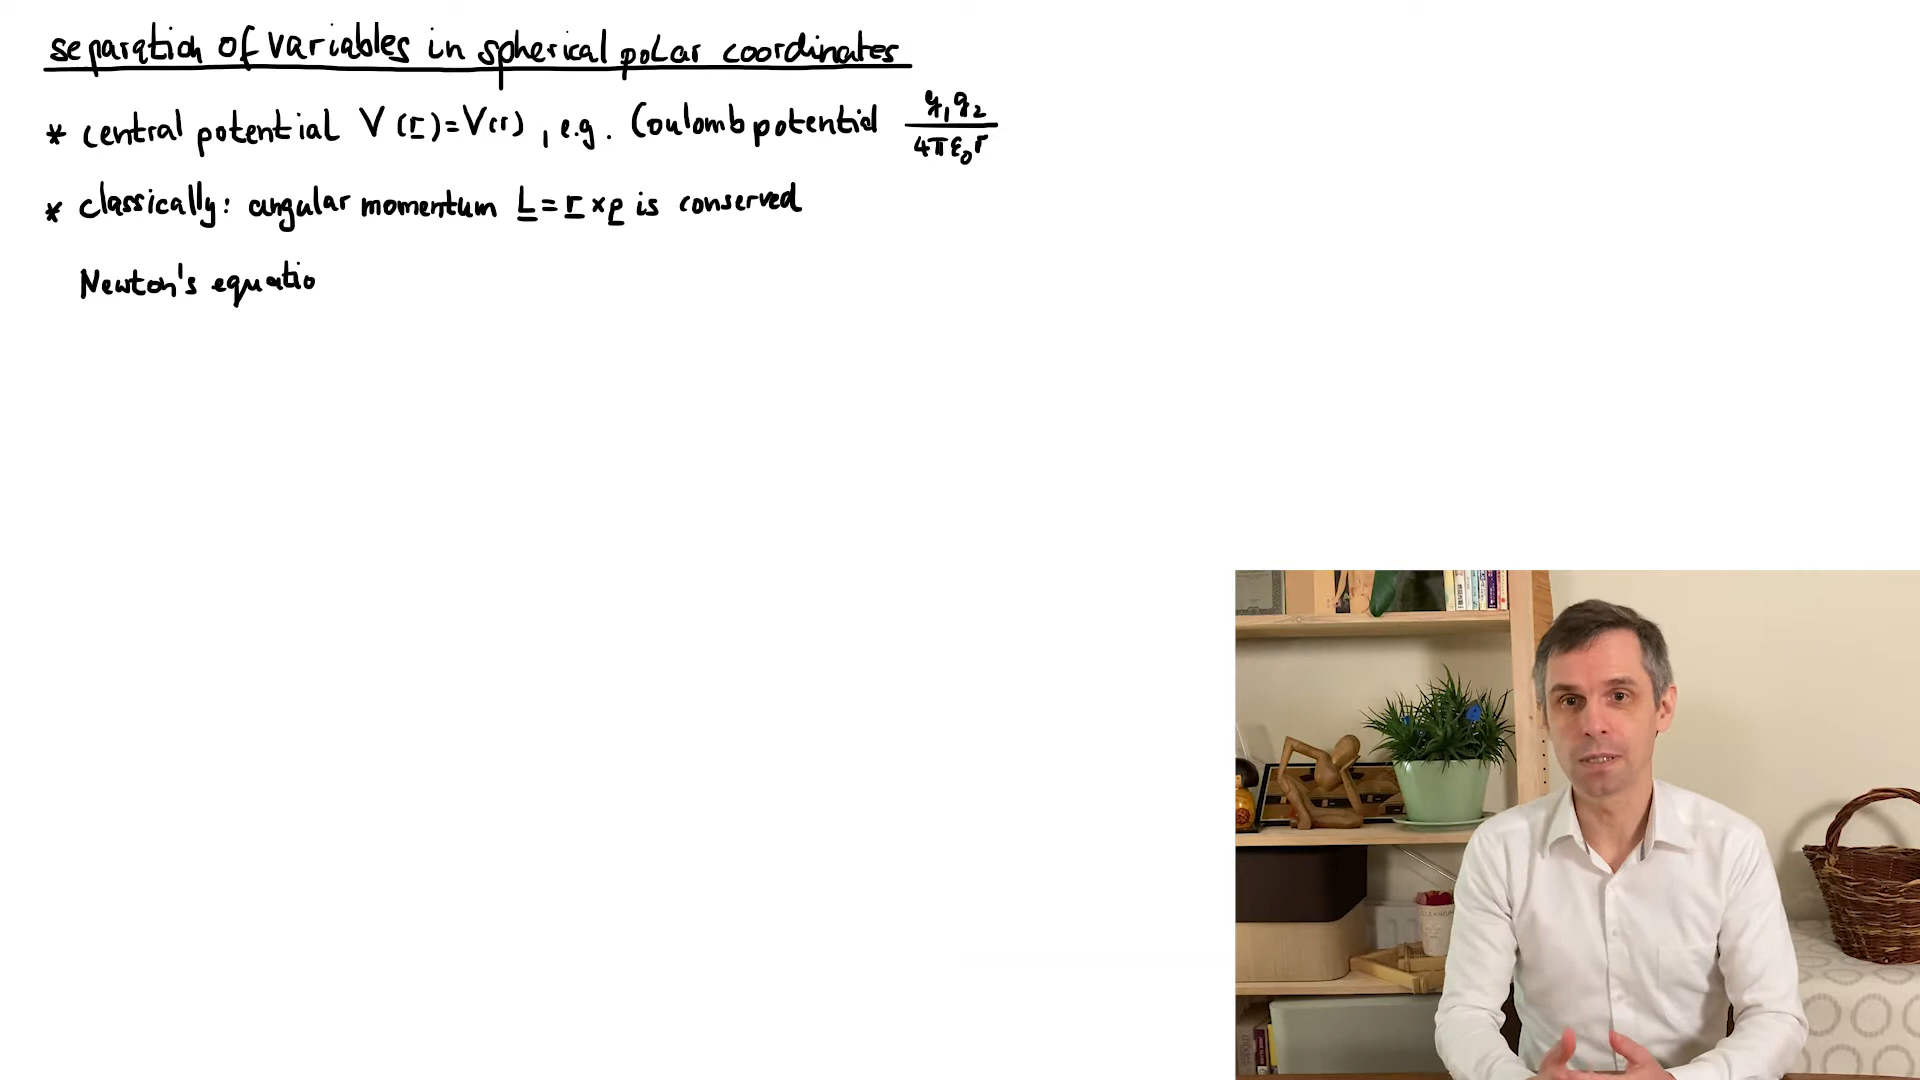 separation of variables in spherical polar coordinates
* central potential V(r)=V(r), e.g. Coulomb potential q₁q₂/4πε₀r
* classically: angular momentum L=r×p is conserved
Newton's equatio